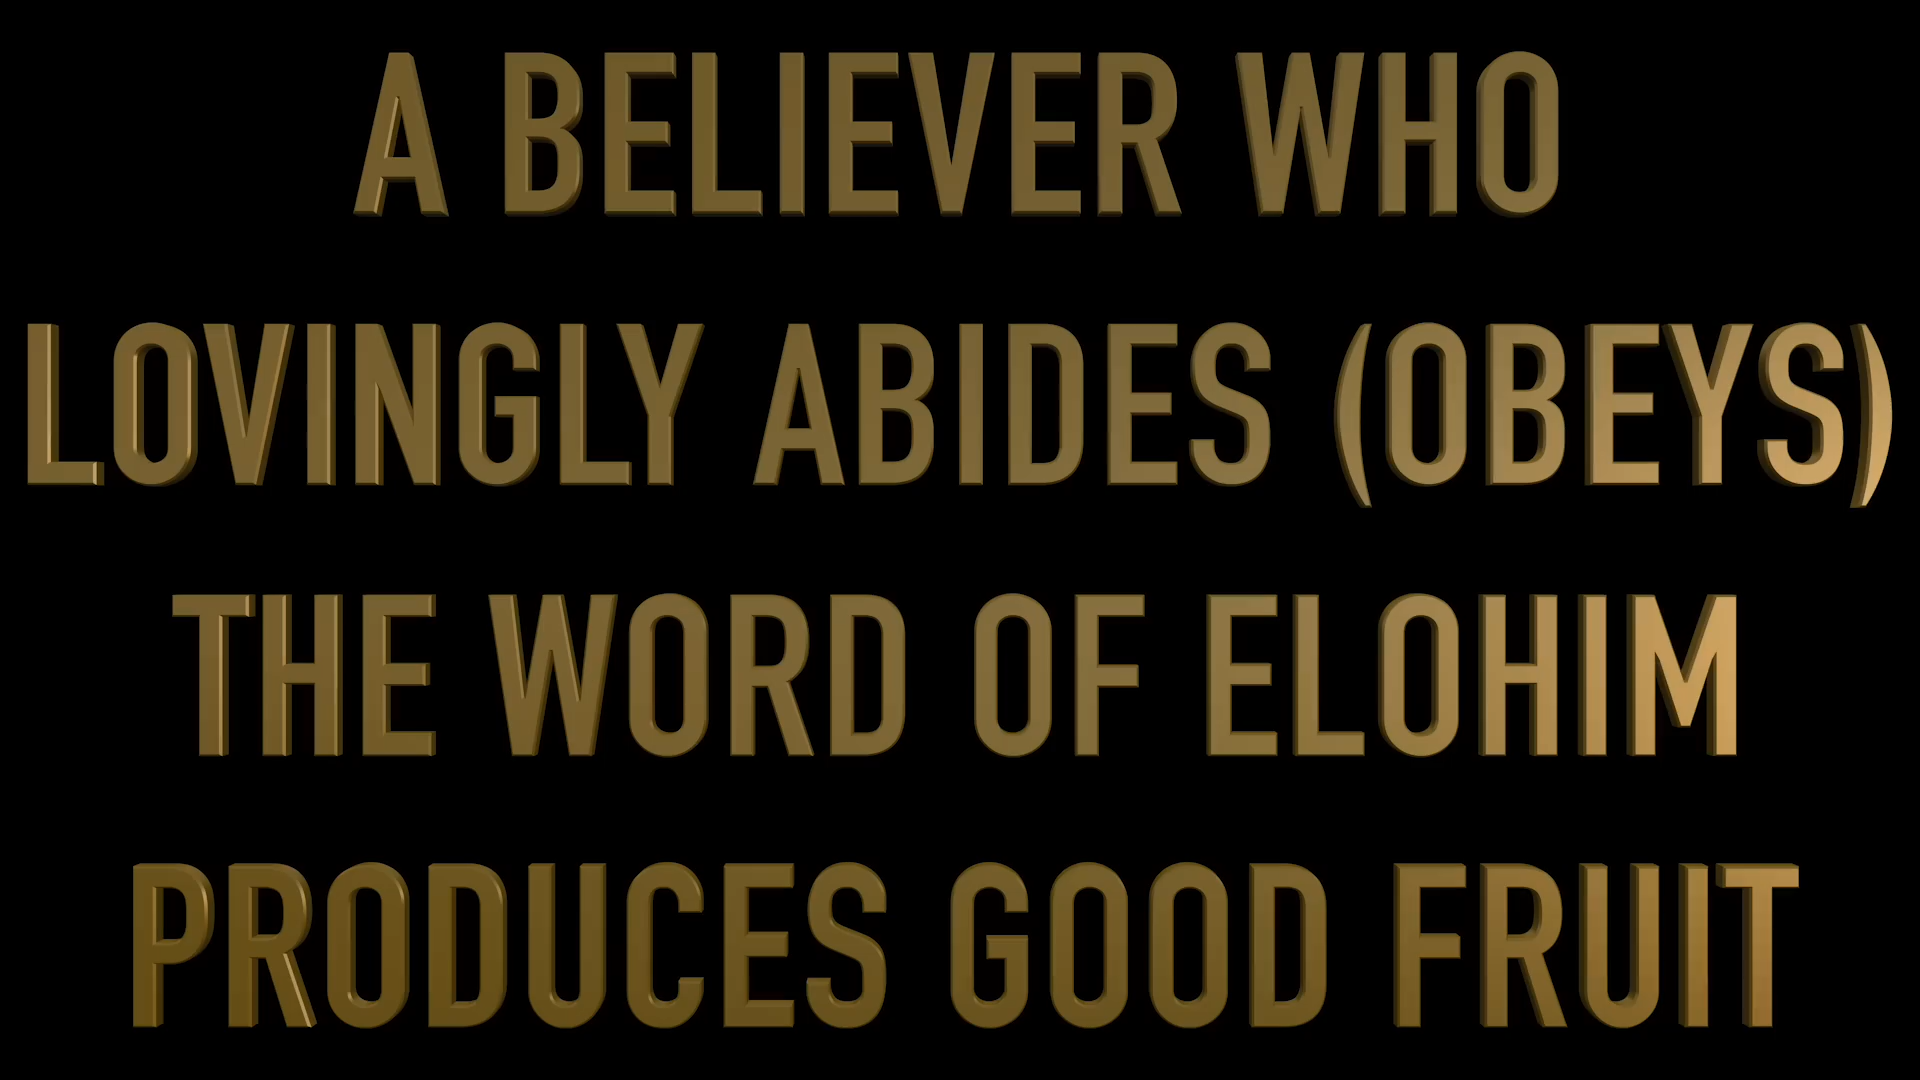 A BELIEVER WHO
LOVINGLY ABIDES (OBEYS)
THE WORD OF ELOHIM
PRODUCES GOOD FRUIT